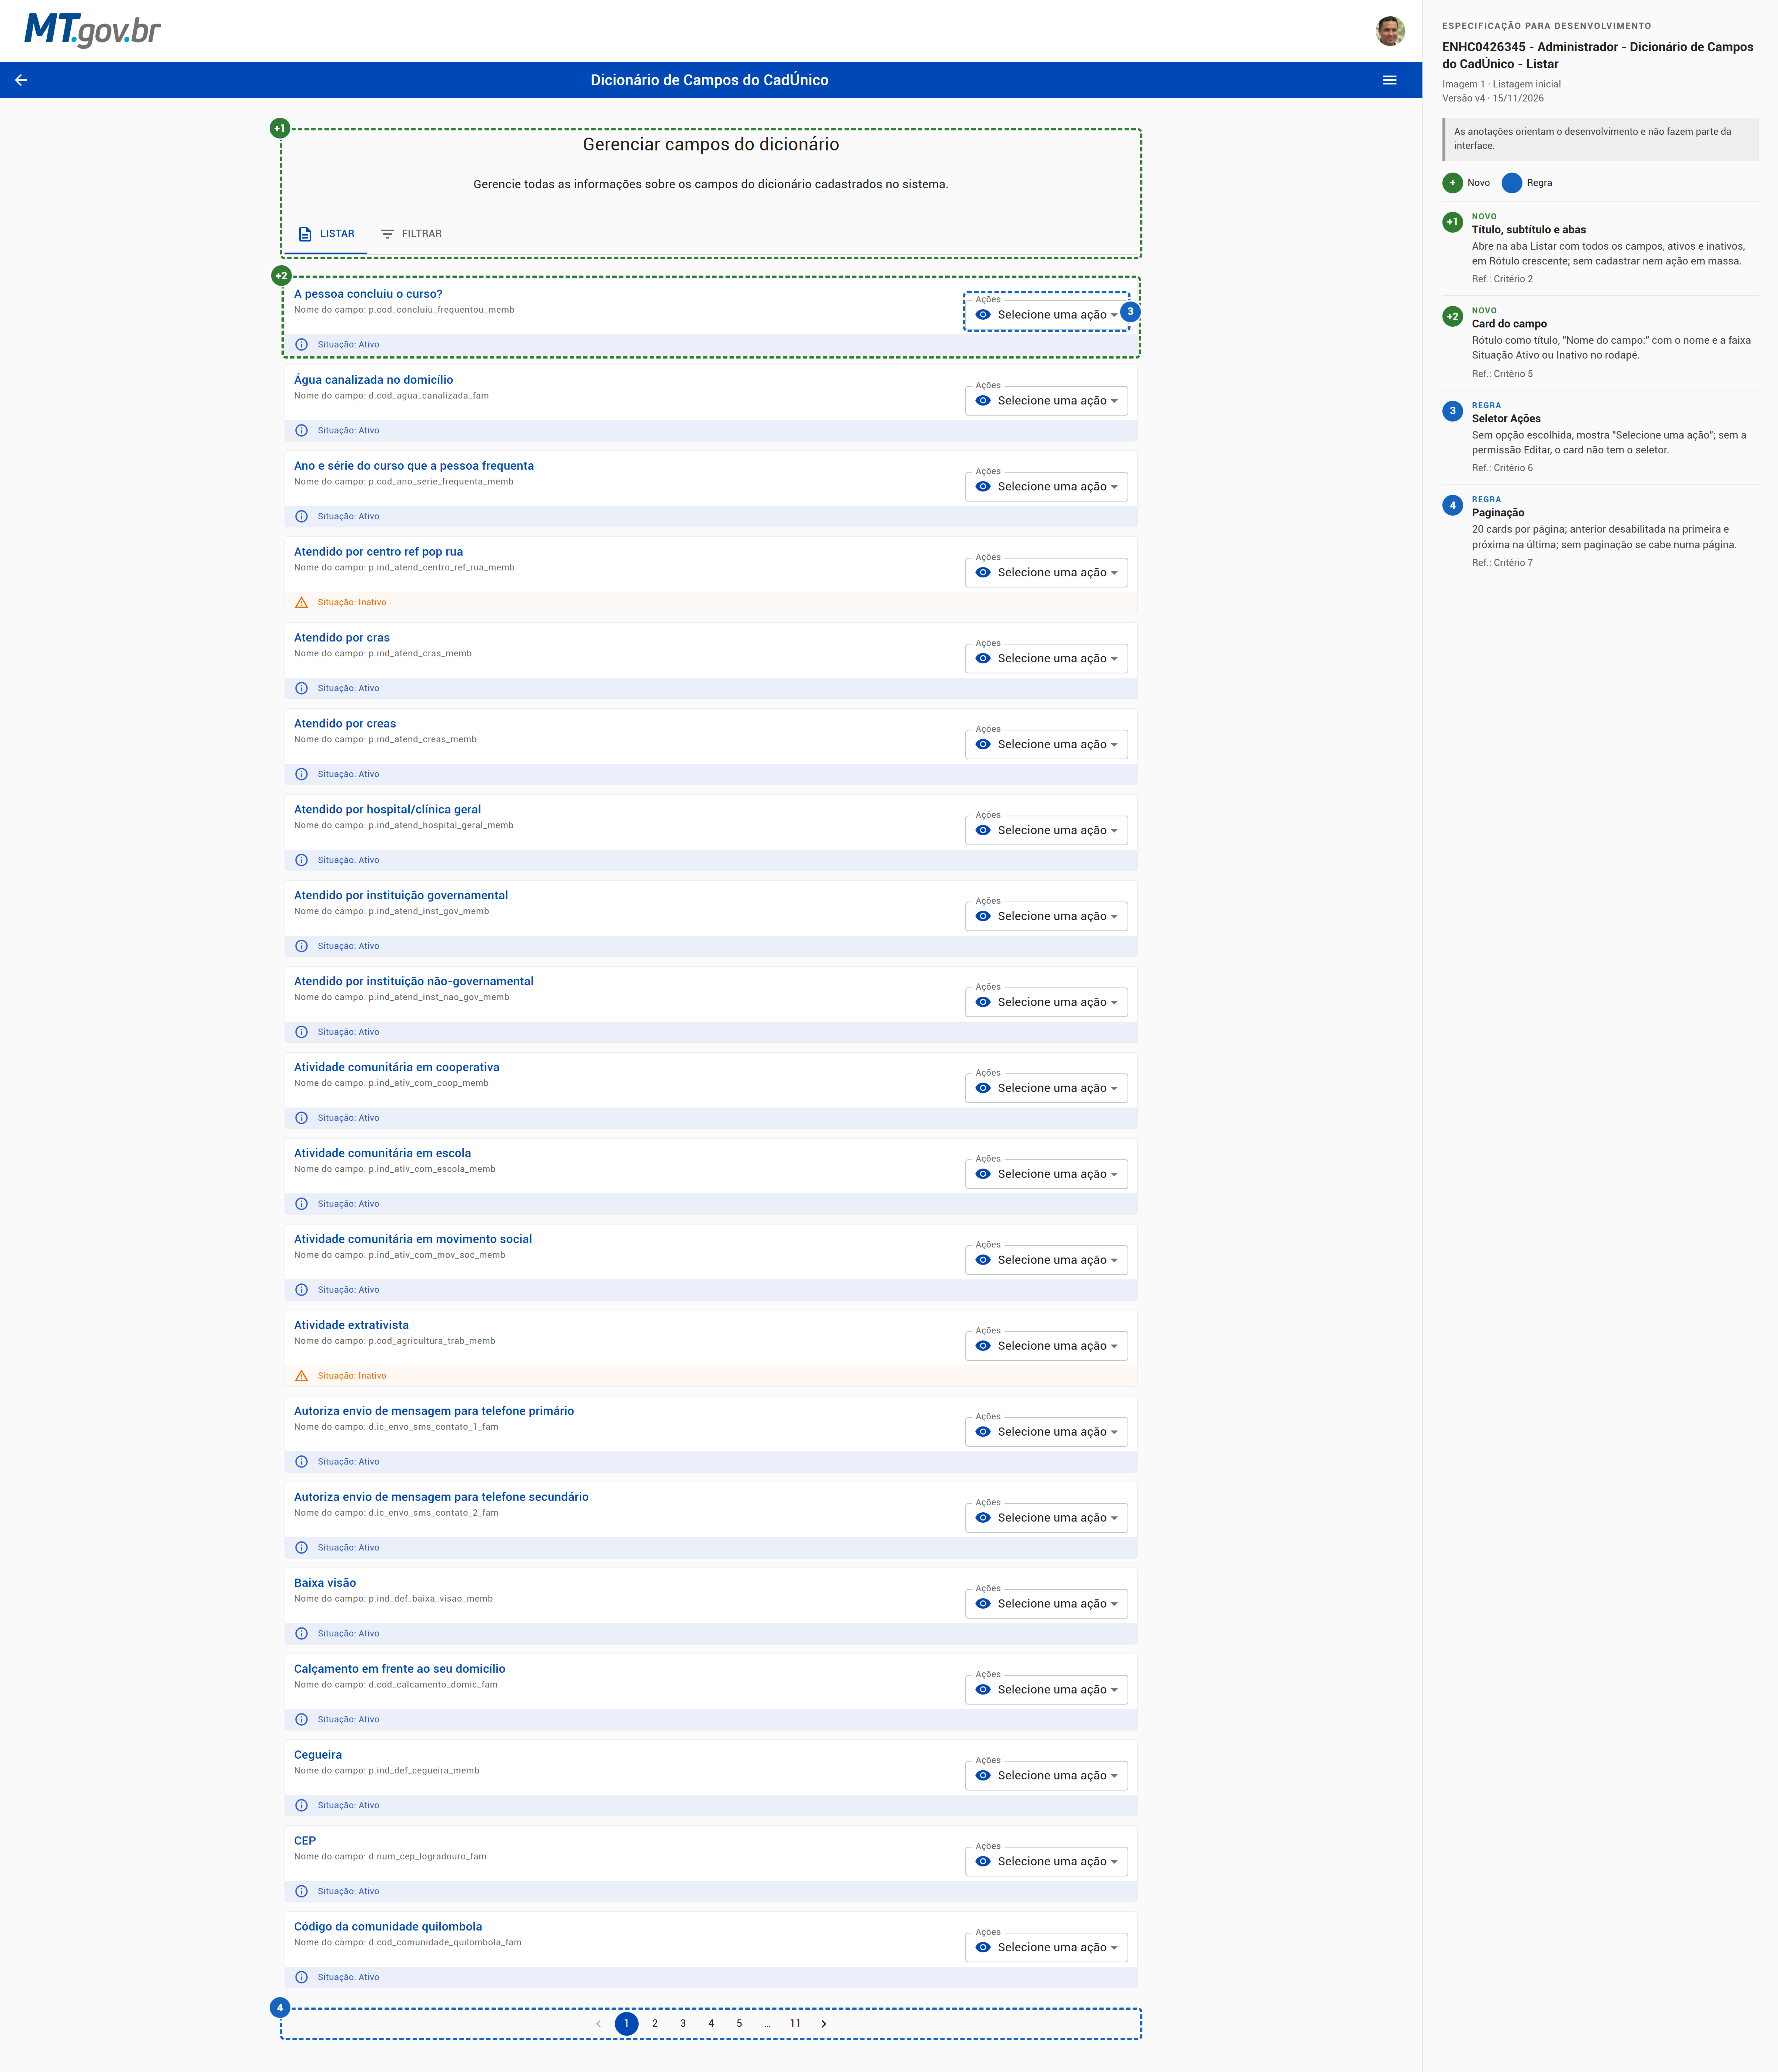 MT.gov.br
Dicionário de Campos do CadÚnico
+1
Gerenciar campos do dicionário
Gerencie todas as informações sobre os campos do dicionário cadastrados no sistema.
LISTAR
FILTRAR
+2
A pessoa concluiu o curso?
Nome do campo: p.cod_concluiu_frequentou_memb
Ações
Selecione uma ação
3
Situação: Ativo
Água canalizada no domicílio
Nome do campo: d.cod_agua_canalizada_fam
Ações
Selecione uma ação
Situação: Ativo
Ano e série do curso que a pessoa frequenta
Nome do campo: p.cod_ano_serie_frequenta_memb
Ações
Selecione uma ação
Situação: Ativo
Atendido por centro ref pop rua
Nome do campo: p.ind_atend_centro_ref_rua_memb
Ações
Selecione uma ação
Situação: Inativo
Atendido por cras
Nome do campo: p.ind_atend_cras_memb
Ações
Selecione uma ação
Situação: Ativo
Atendido por creas
Nome do campo: p.ind_atend_creas_memb
Ações
Selecione uma ação
Situação: Ativo
Atendido por hospital/clínica geral
Nome do campo: p.ind_atend_hospital_geral_memb
Ações
Selecione uma ação
Situação: Ativo
Atendido por instituição governamental
Nome do campo: p.ind_atend_inst_gov_memb
Ações
Selecione uma ação
Situação: Ativo
Atendido por instituição não-governamental
Nome do campo: p.ind_atend_inst_nao_gov_memb
Ações
Selecione uma ação
Situação: Ativo
Atividade comunitária em cooperativa
Nome do campo: p.ind_ativ_com_coop_memb
Ações
Selecione uma ação
Situação: Ativo
Atividade comunitária em escola
Nome do campo: p.ind_ativ_com_escola_memb
Ações
Selecione uma ação
Situação: Ativo
Atividade comunitária em movimento social
Nome do campo: p.ind_ativ_com_mov_soc_memb
Ações
Selecione uma ação
Situação: Ativo
Atividade extrativista
Nome do campo: p.cod_agricultura_trab_memb
Ações
Selecione uma ação
Situação: Inativo
Autoriza envio de mensagem para telefone primário
Nome do campo: d.ic_envo_sms_contato_1_fam
Ações
Selecione uma ação
Situação: Ativo
Autoriza envio de mensagem para telefone secundário
Nome do campo: d.ic_envo_sms_contato_2_fam
Ações
Selecione uma ação
Situação: Ativo
Baixa visão
Nome do campo: p.ind_def_baixa_visao_memb
Ações
Selecione uma ação
Situação: Ativo
Calçamento em frente ao seu domicílio
Nome do campo: d.cod_calcamento_domic_fam
Ações
Selecione uma ação
Situação: Ativo
Cegueira
Nome do campo: p.ind_def_cegueira_memb
Ações
Selecione uma ação
Situação: Ativo
CEP
Nome do campo: d.num_cep_logradouro_fam
Ações
Selecione uma ação
Situação: Ativo
Código da comunidade quilombola
Nome do campo: d.cod_comunidade_quilombola_fam
Ações
Selecione uma ação
Situação: Ativo
4
1 2 3 4 5 ... 11
ESPECIFICAÇÃO PARA DESENVOLVIMENTO
ENHC0426345 - Administrador - Dicionário de Campos
do CadÚnico - Listar
Imagem 1 · Listagem inicial
Versão v4 · 15/11/2026
As anotações orientam o desenvolvimento e não fazem parte da
interface.
+ Novo Regra
+1
NOVO
Título, subtítulo e abas
Abre na aba Listar com todos os campos, ativos e inativos,
em Rótulo crescente; sem cadastrar nem ação em massa.
Ref.: Critério 2
+2
NOVO
Card do campo
Rótulo como título, "Nome do campo:" com o nome e a faixa
Situação Ativo ou Inativo no rodapé.
Ref.: Critério 5
3
REGRA
Seletor Ações
Sem opção escolhida, mostra "Selecione uma ação"; sem a
permissão Editar, o card não tem o seletor.
Ref.: Critério 6
4
REGRA
Paginação
20 cards por página; anterior desabilitada na primeira e
próxima na última; sem paginação se cabe numa página.
Ref.: Critério 7